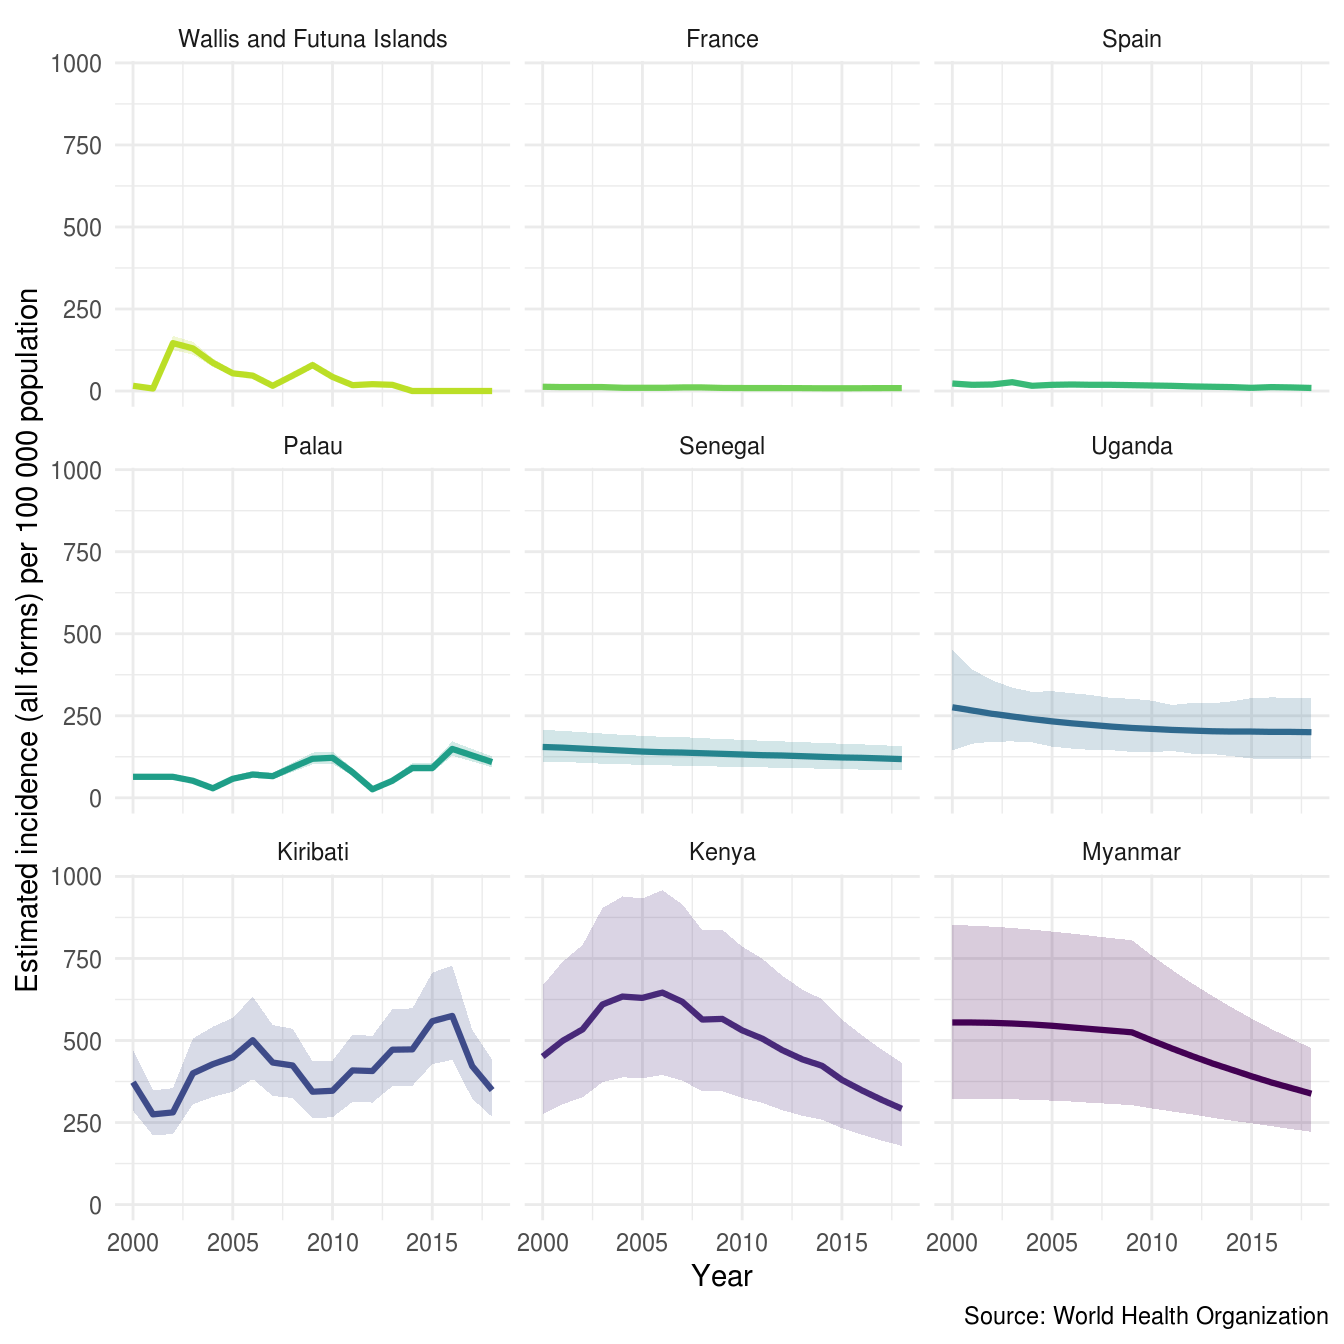 Wallis and Futuna Islands
France
Spain
1000
750
500
250
0
Palau
Senegal
Uganda
1000
750
500
250
0
Kiribati
Kenya
Myanmar
1000
750
500
250
0
2000 2005 2010 2015
2000 2005 2010 2015
2000 2005 2010 2015
Estimated incidence (all forms) per 100 000 population
Year
Source: World Health Organization